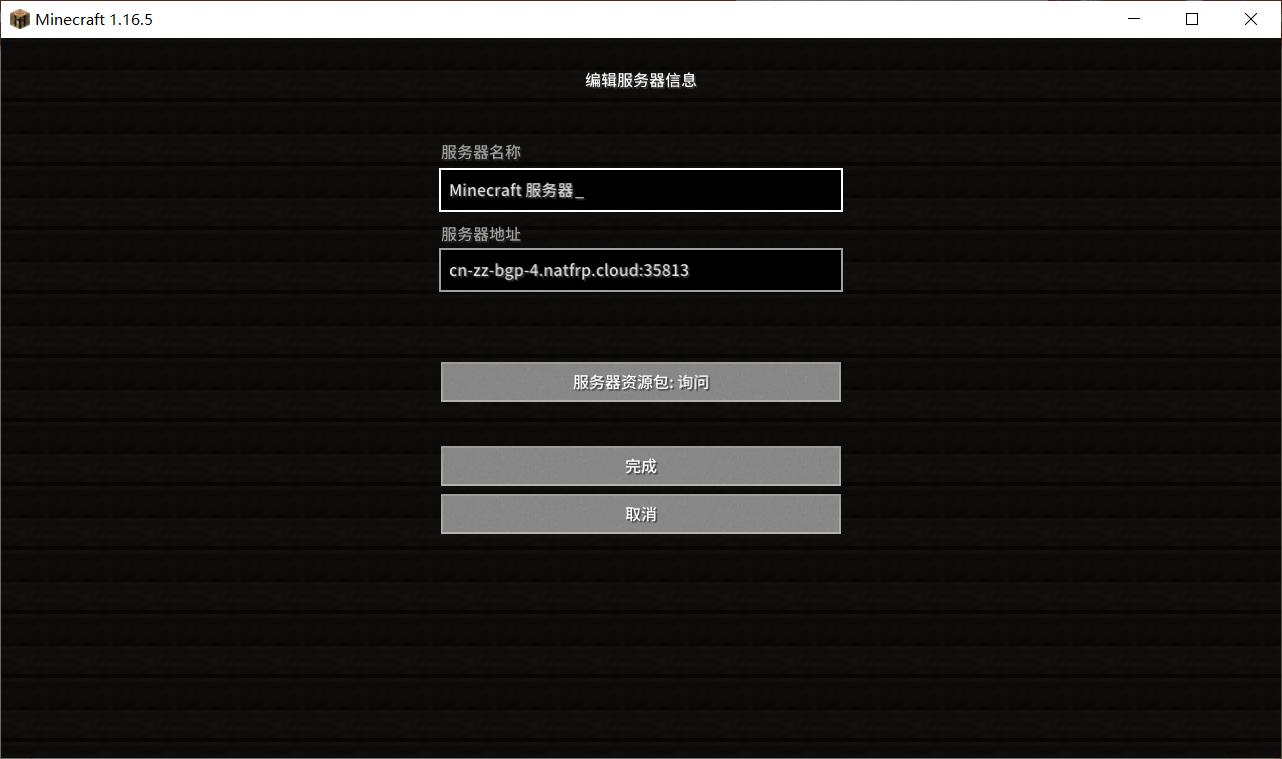 Minecraft 1.16.5
编辑服务器信息
服务器名称
Minecraft 服务器_
服务器地址
cn-zz-bgp-4.natfrp.cloud:35813
服务器资源包: 询问
完成
取消